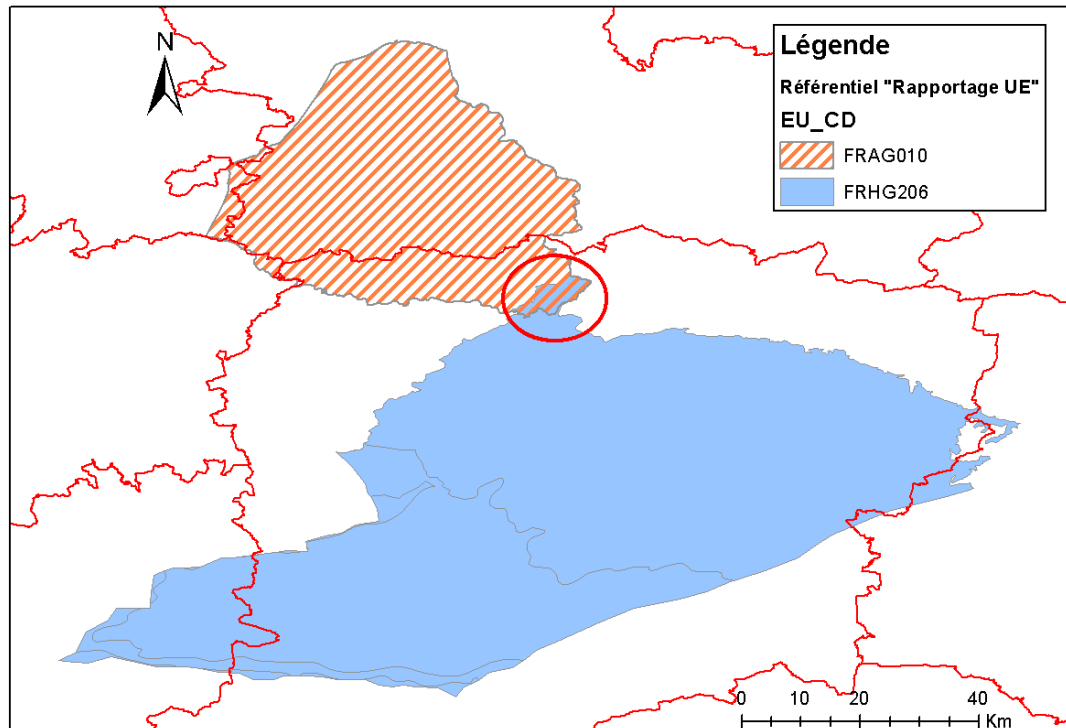 N
Légende
Référentiel "Rapportage UE"
EU_CD
FRAG010
FRHG206
0 10 20 40
Km